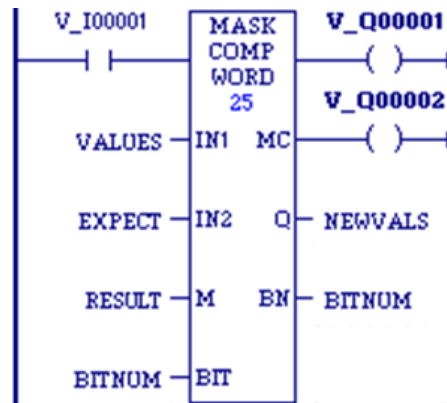 V_I00001 MASK V_Q00001
COMP
WORD
25 V_Q00002
VALUES IN1 MC
EXPECT IN2 Q NEWVALS
RESULT M BN BITNUM
BITNUM BIT